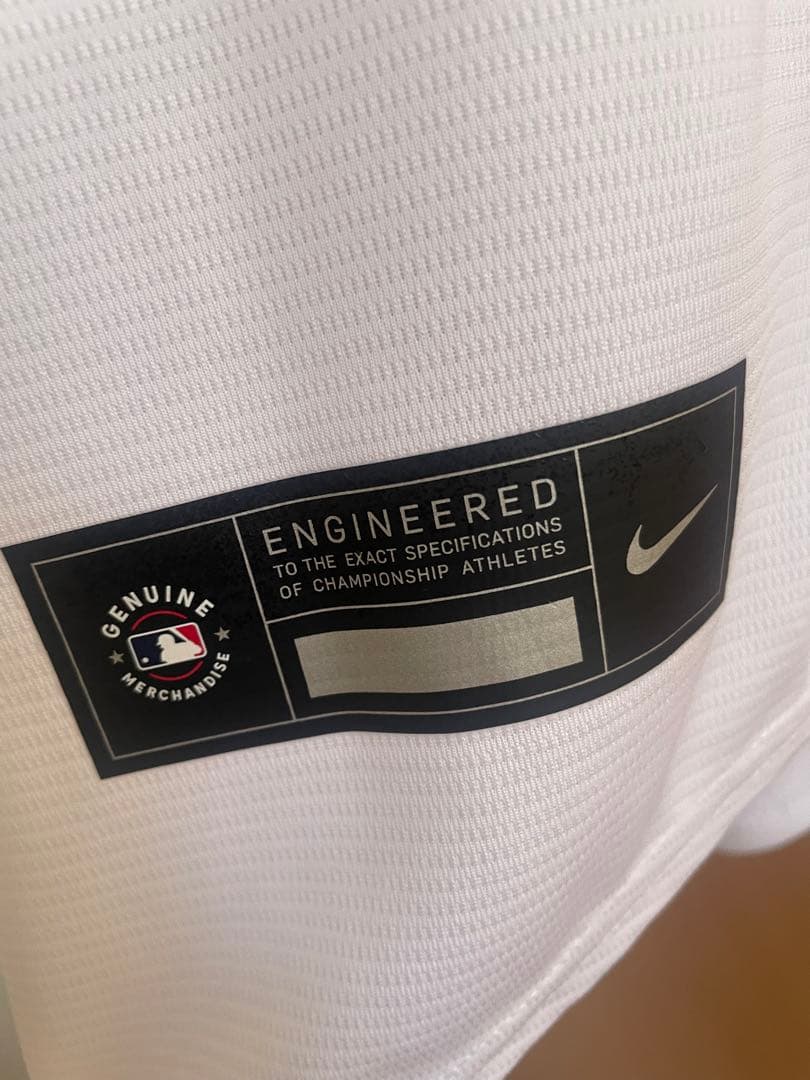 GENUINE
MERCHANDISE
ENGINEERED
TO THE EXACT SPECIFICATIONS
OF CHAMPIONSHIP ATHLETES